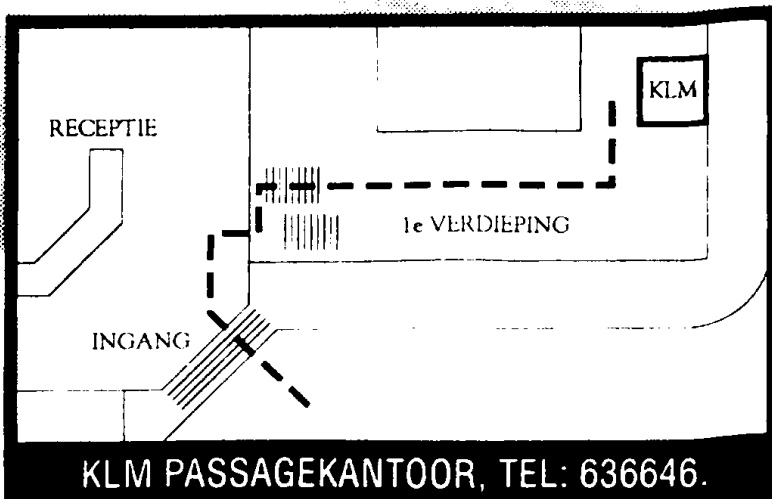 KLM
RECEPTIE
1e VERDIEPING
INGANG
KLM PASSAGEKANTOOR, TEL: 636646.